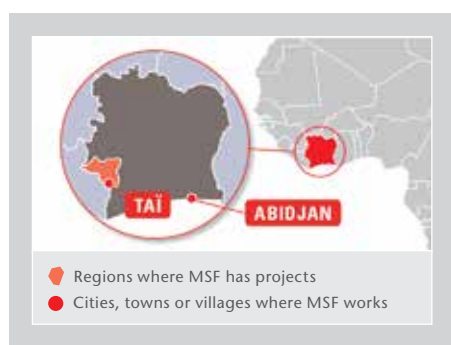 TAÏ
ABIDJAN
Regions where MSF has projects
Cities, towns or villages where MSF works